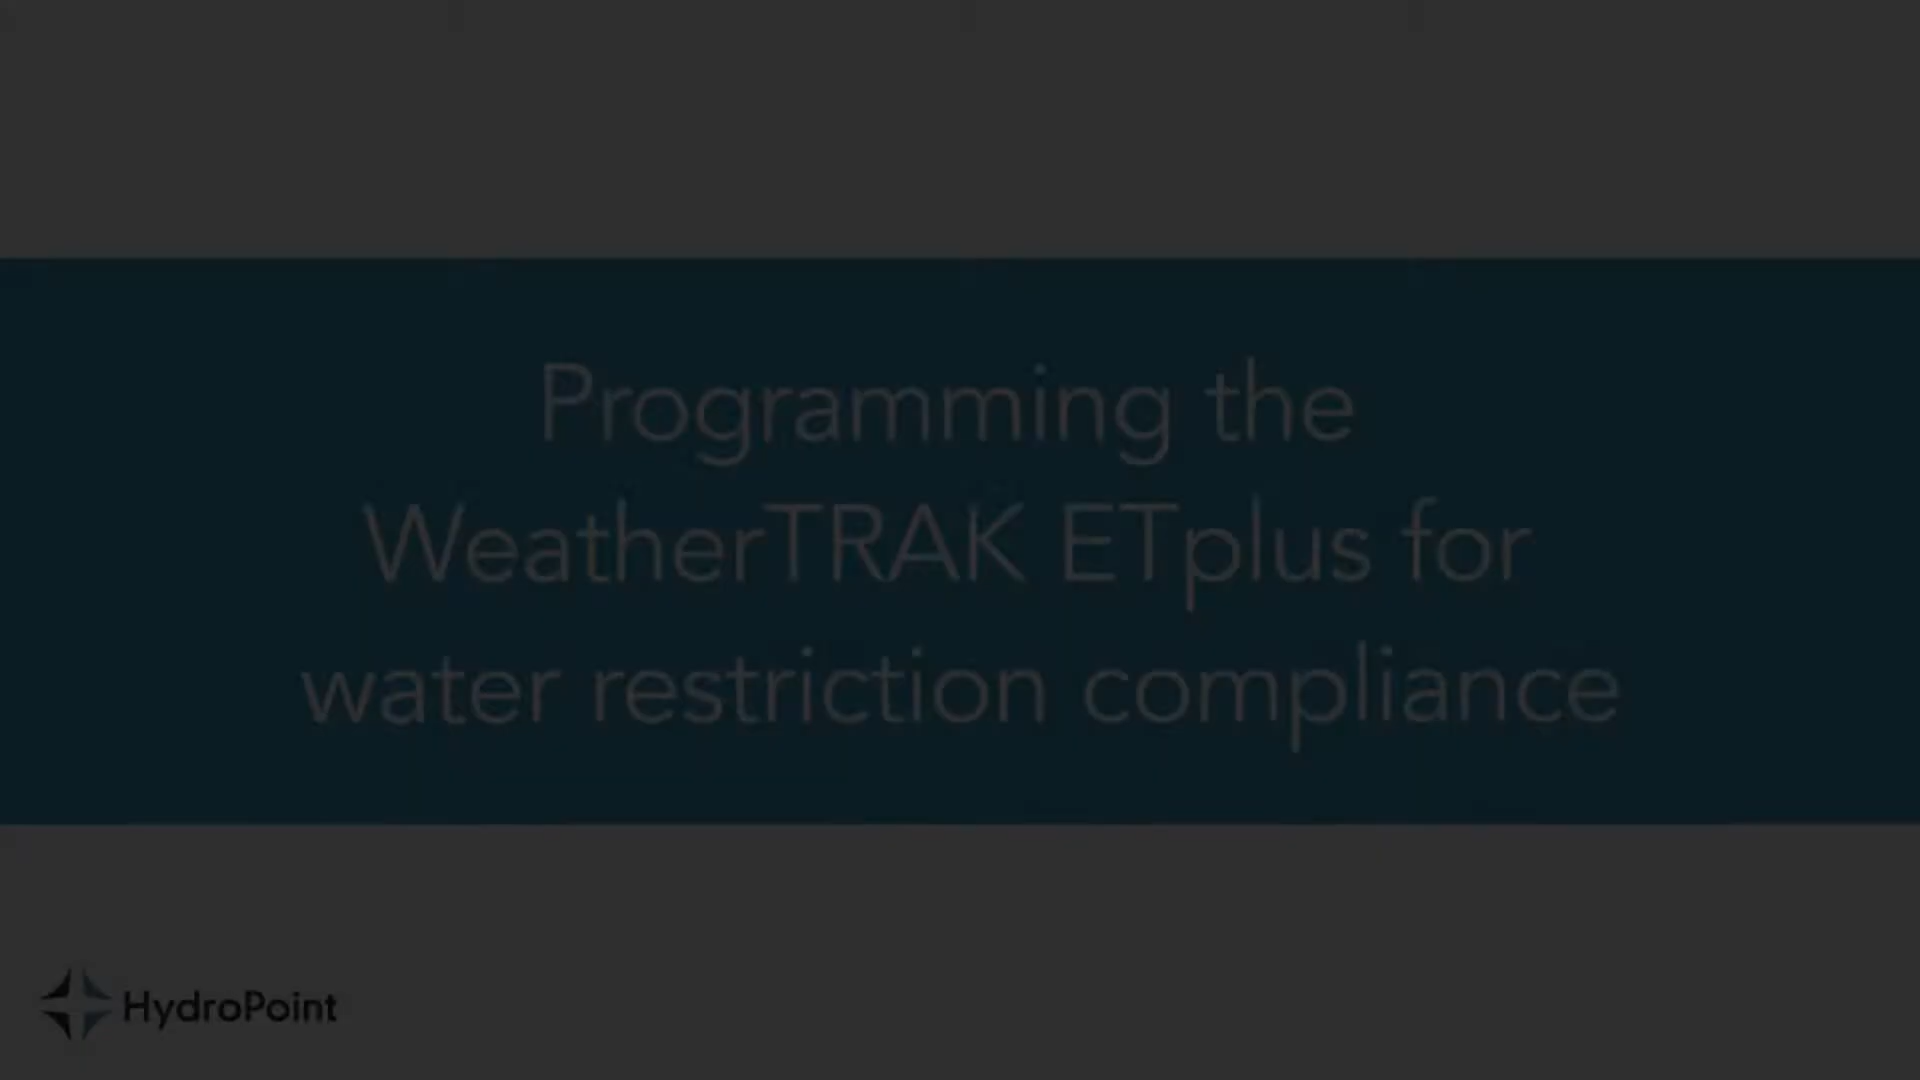 Programming the
WeatherTRAK ETplus for
water restriction compliance
HydroPoint